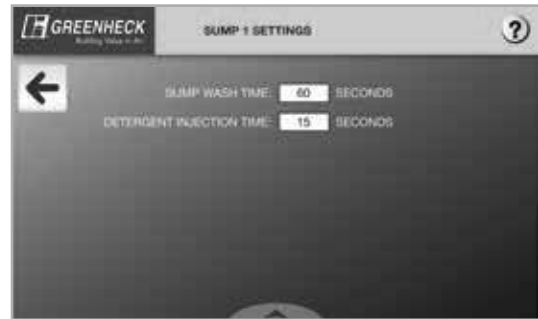 GREENHECK
Building Value in Air.
SUMP 1 SETTINGS
?
SUMP WASH TIME: 60 SECONDS
DETERGENT INJECTION TIME: 15 SECONDS